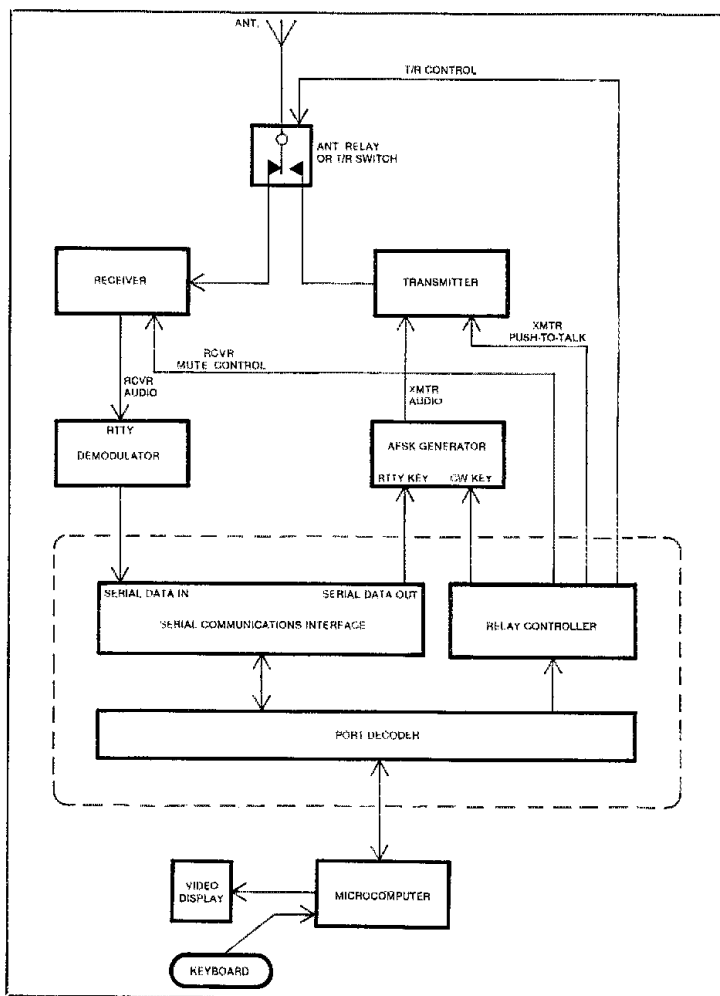 ANT.
T/R CONTROL
ANT RELAY
OR T/R SWITCH
RECEIVER
TRANSMITTER
XMTR
PUSH-TO-TALK
RCVR
MUTE CONTROL
RCVR
AUDIO
XMTR
AUDIO
RTTY
DEMODULATOR
AFSK GENERATOR
RTTY KEY CW KEY
SERIAL DATA IN SERIAL DATA OUT
SERIAL COMMUNICATIONS INTERFACE
RELAY CONTROLLER
PORT DECODER
VIDEO
DISPLAY
MICROCOMPUTER
KEYBOARD